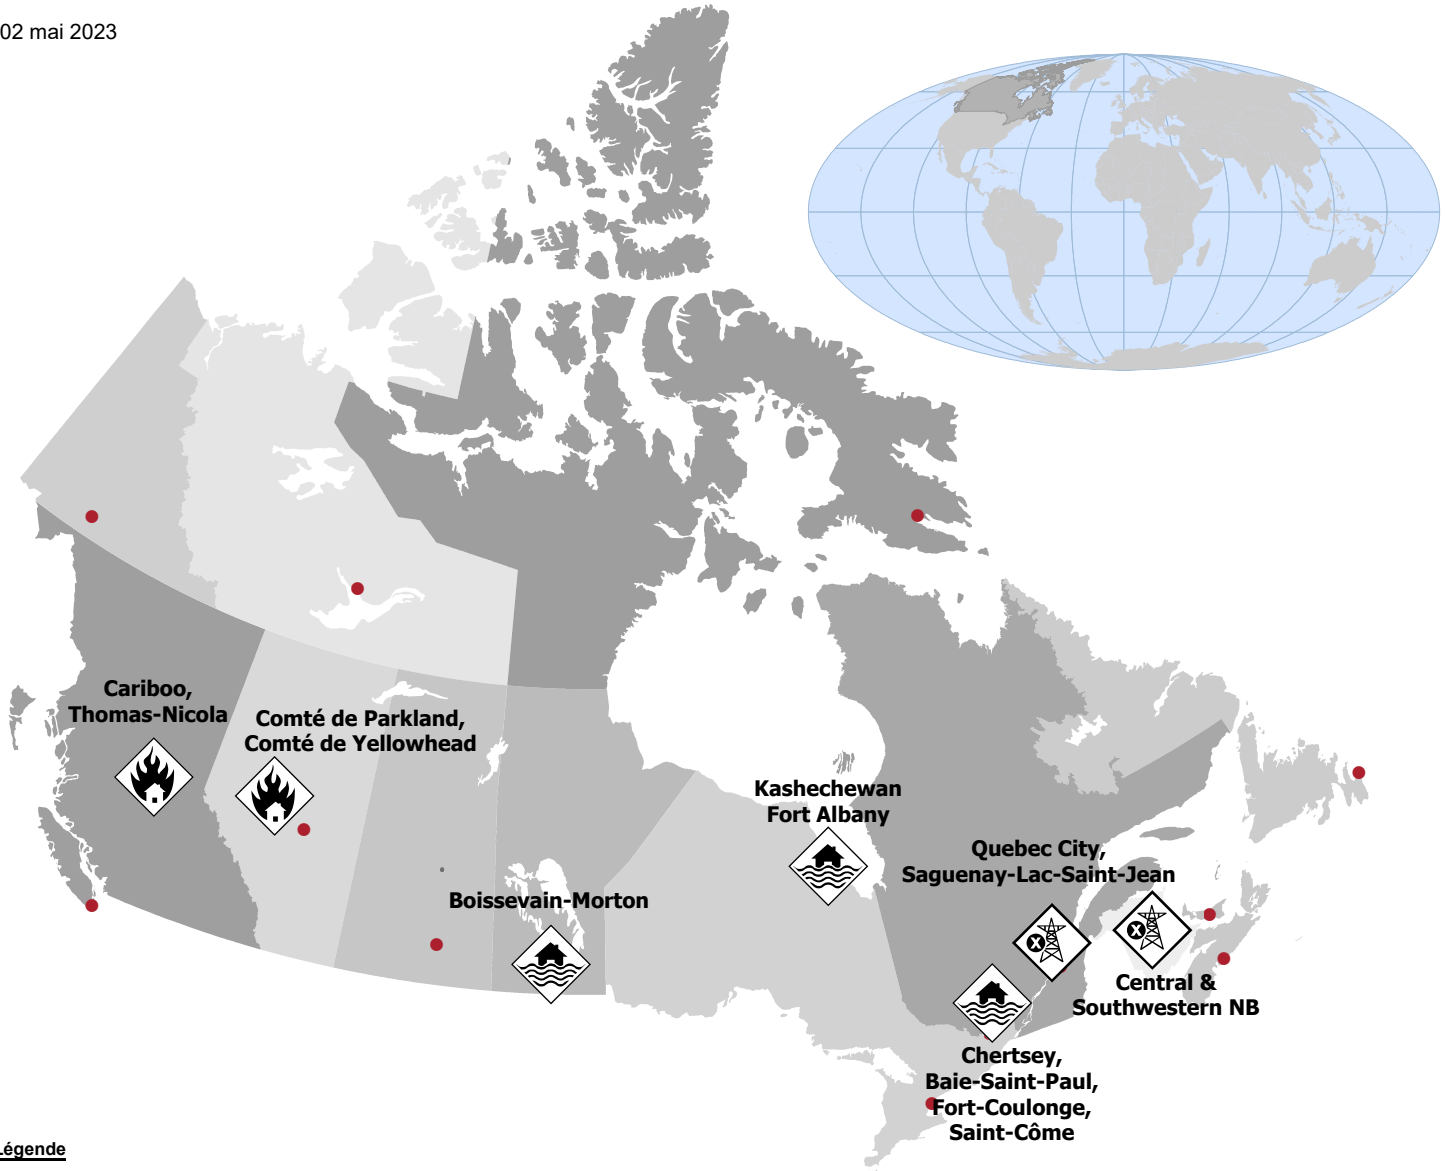 02 mai 2023
Cariboo,
Thomas-Nicola
Comté de Parkland,
Comté de Yellowhead
Kashechewan
Fort Albany
Quebec City,
Saguenay-Lac-Saint-Jean
Boissevain-Morton
X
X
Central &
Southwestern NB
Chertsey,
Baie-Saint-Paul,
Fort-Coulonge,
Saint-Côme
Légende